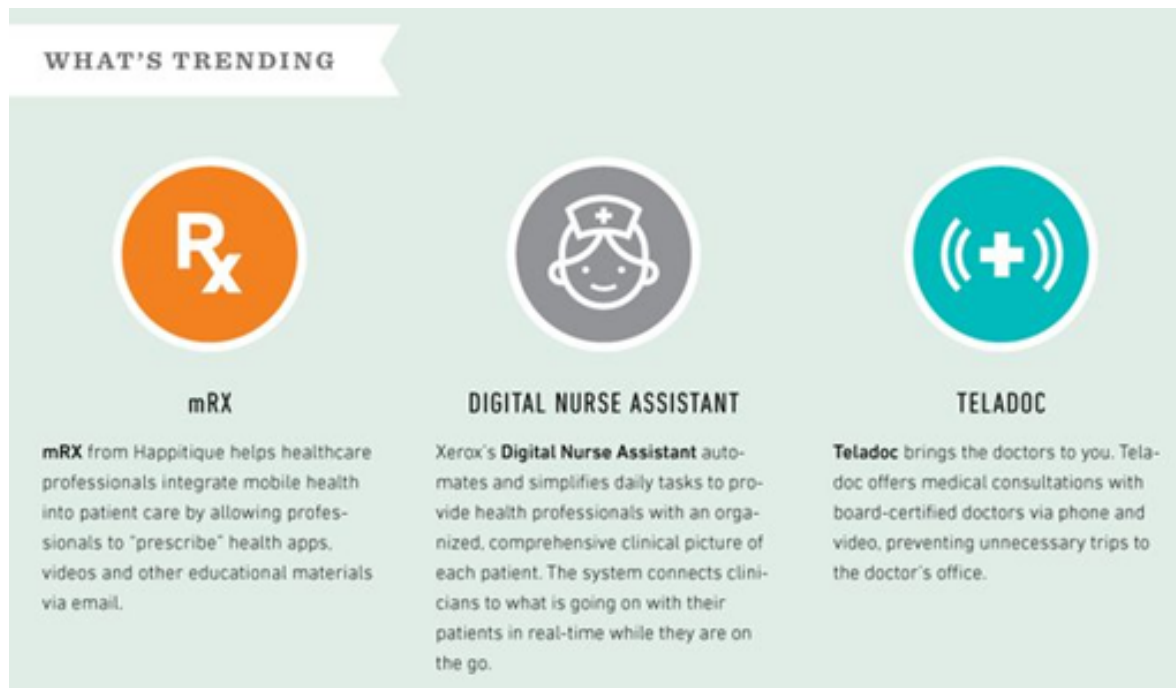 WHAT'S TRENDING
Rx
mRX
mRX from Happitique helps healthcare
professionals integrate mobile health
into patient care by allowing profes-
sionals to "prescribe" health apps,
videos and other educational materials
via email.
DIGITAL NURSE ASSISTANT
Xerox's Digital Nurse Assistant auto-
mates and simplifies daily tasks to pro-
vide health professionals with an orga-
nized, comprehensive clinical picture of
each patient. The system connects clini-
cians to what is going on with their
patients in real-time while they are on
the go.
TELADOC
Teladoc brings the doctors to you. Tela-
doc offers medical consultations with
board-certified doctors via phone and
video, preventing unnecessary trips to
the doctor's office.